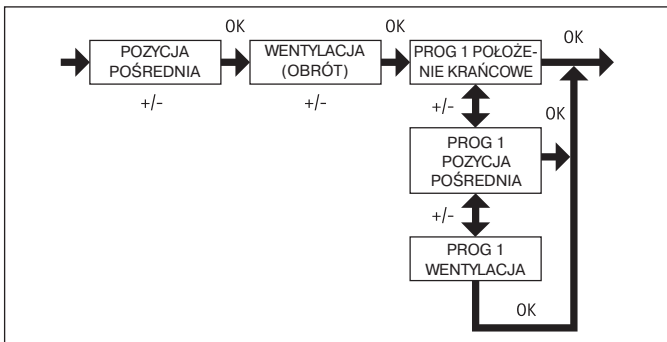 OK
OK
OK
POZYCJA
POŚREDNIA
WENTYLACJA
(OBRÓT)
PROG 1 POŁOŻE-
NIE KRAŃCOWE
+/-
+/-
+/-
OK
PROG 1
POZYCJA
POŚREDNIA
+/-
PROG 1
WENTYLACJA
OK